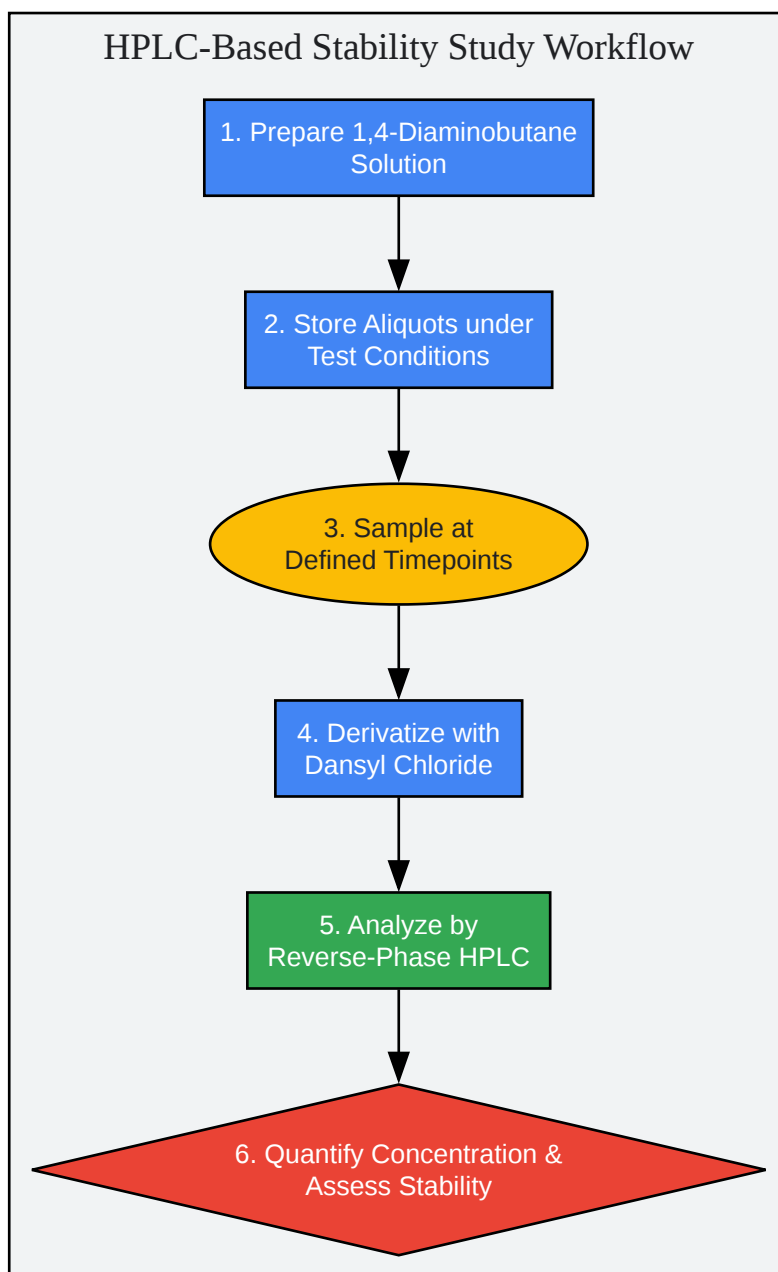 HPLC-Based Stability Study Workflow
1. Prepare 1,4-Diaminobutane
Solution
2. Store Aliquots under
Test Conditions
3. Sample at
Defined Timepoints
4. Derivatize with
Dansyl Chloride
5. Analyze by
Reverse-Phase HPLC
6. Quantify Concentration &
Assess Stability